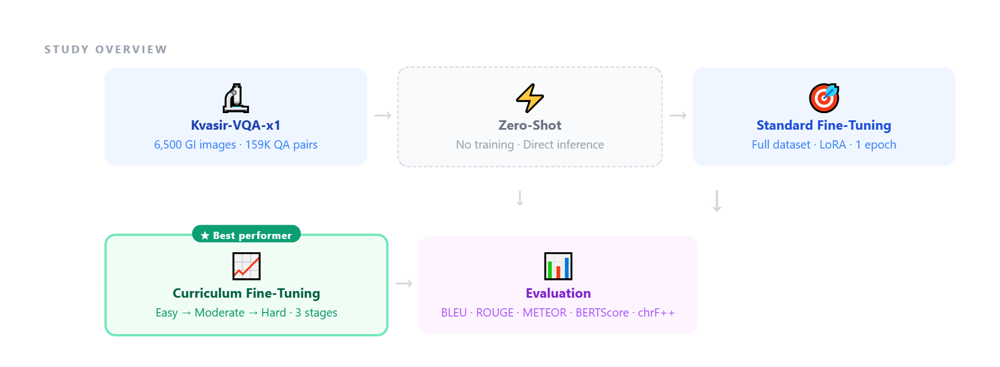 STUDY OVERVIEW
Kvasir-VQA-x1
6,500 GI images · 159K QA pairs
→
Zero-Shot
No training · Direct inference
→
Standard Fine-Tuning
Full dataset · LoRA · 1 epoch
↓
↓
★ Best performer
Curriculum Fine-Tuning
Easy → Moderate → Hard · 3 stages
→
Evaluation
BLEU · ROUGE · METEOR · BERTScore · chrF++